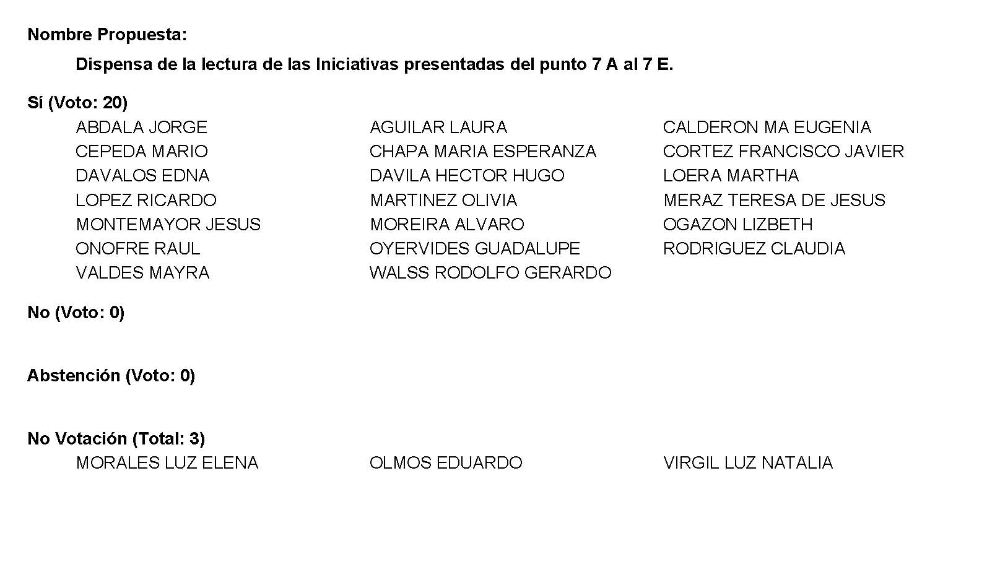 Nombre Propuesta:
Dispensa de la lectura de las Iniciativas presentadas del punto 7 A al 7 E.
Sí (Voto: 20)
ABDALA JORGE AGUILAR LAURA CALDERON MA EUGENIA
CEPEDA MARIO CHAPA MARIA ESPERANZA CORTEZ FRANCISCO JAVIER
DAVALOS EDNA DAVILA HECTOR HUGO LOERA MARTHA
LOPEZ RICARDO MARTINEZ OLIVIA MERAZ TERESA DE JESUS
MONTEMAYOR JESUS MOREIRA ALVARO OGAZON LIZBETH
ONOFRE RAUL OYERVIDES GUADALUPE RODRIGUEZ CLAUDIA
VALDES MAYRA WALSS RODOLFO GERARDO
No (Voto: 0)
Abstención (Voto: 0)
No Votación (Total: 3)
MORALES LUZ ELENA OLMOS EDUARDO VIRGIL LUZ NATALIA